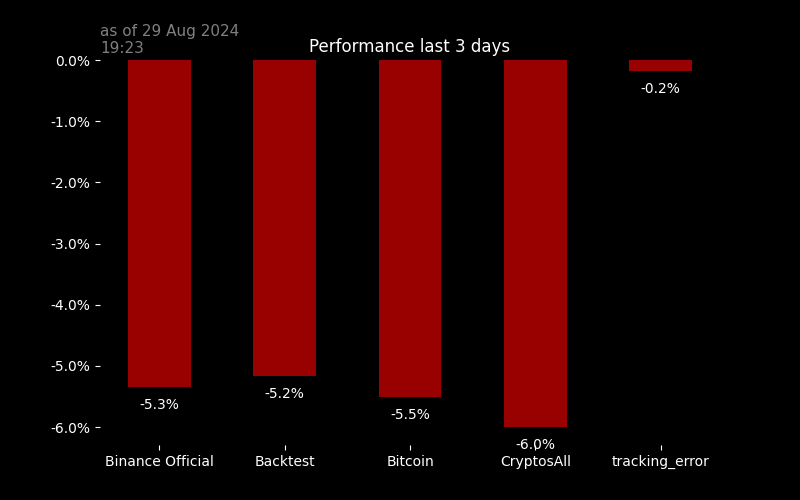 as of 29 Aug 2024
19:23
Performance last 3 days
0.0%
-1.0%
-2.0%
-3.0%
-4.0%
-5.0%
-6.0%
-5.3%
-5.2%
-5.5%
-6.0%
-0.2%
Binance Official
Backtest
Bitcoin
CryptosAll
tracking_error